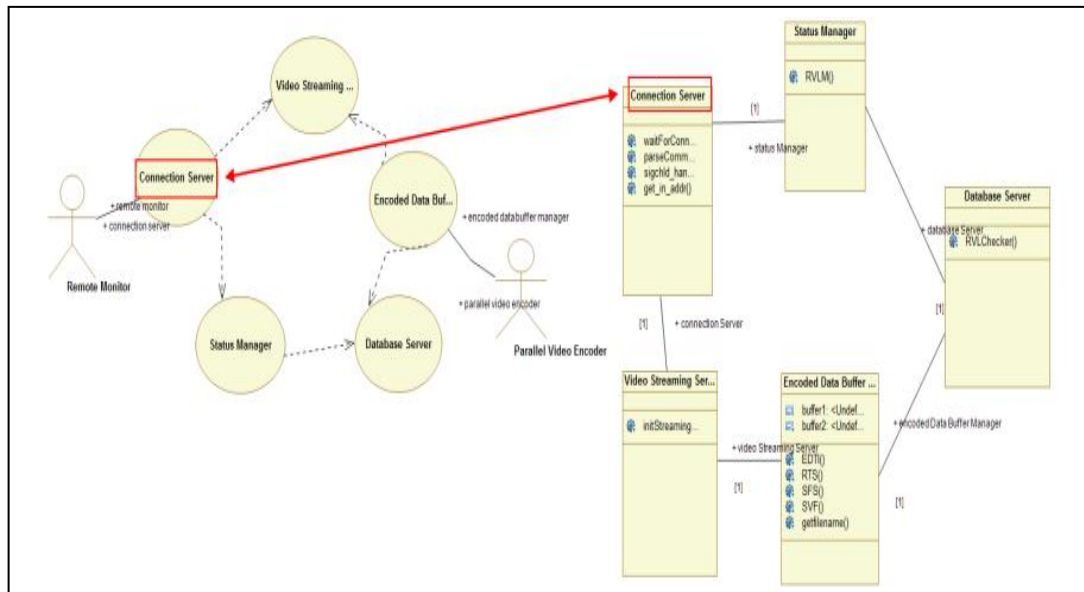 Video Streaming ...
Connection Server
+ remote monitor
+ connection server
Remote Monitor
Encoded Data Buf...
+ encoded databuffer manager
+ parallel video encoder
Parallel Video Encoder
Status Manager
Database Server
Connection Server
waitForConn...
parseComm...
sigchld_han...
get_in_addr()
[1]
+ status Manager
Status Manager
RVLM()
Database Server
RVLChecker()
+ database Server
[1]
[1]
+ connection Server
Video Streaming Ser...
initStreaming...
+ video Streaming Server
[1]
Encoded Data Buffer ...
buffer1: <Undef...
buffer2: <Undef...
EDTI()
RTS()
SFS()
SVF()
getfilename()
+ encoded Data Buffer Manager
[1]